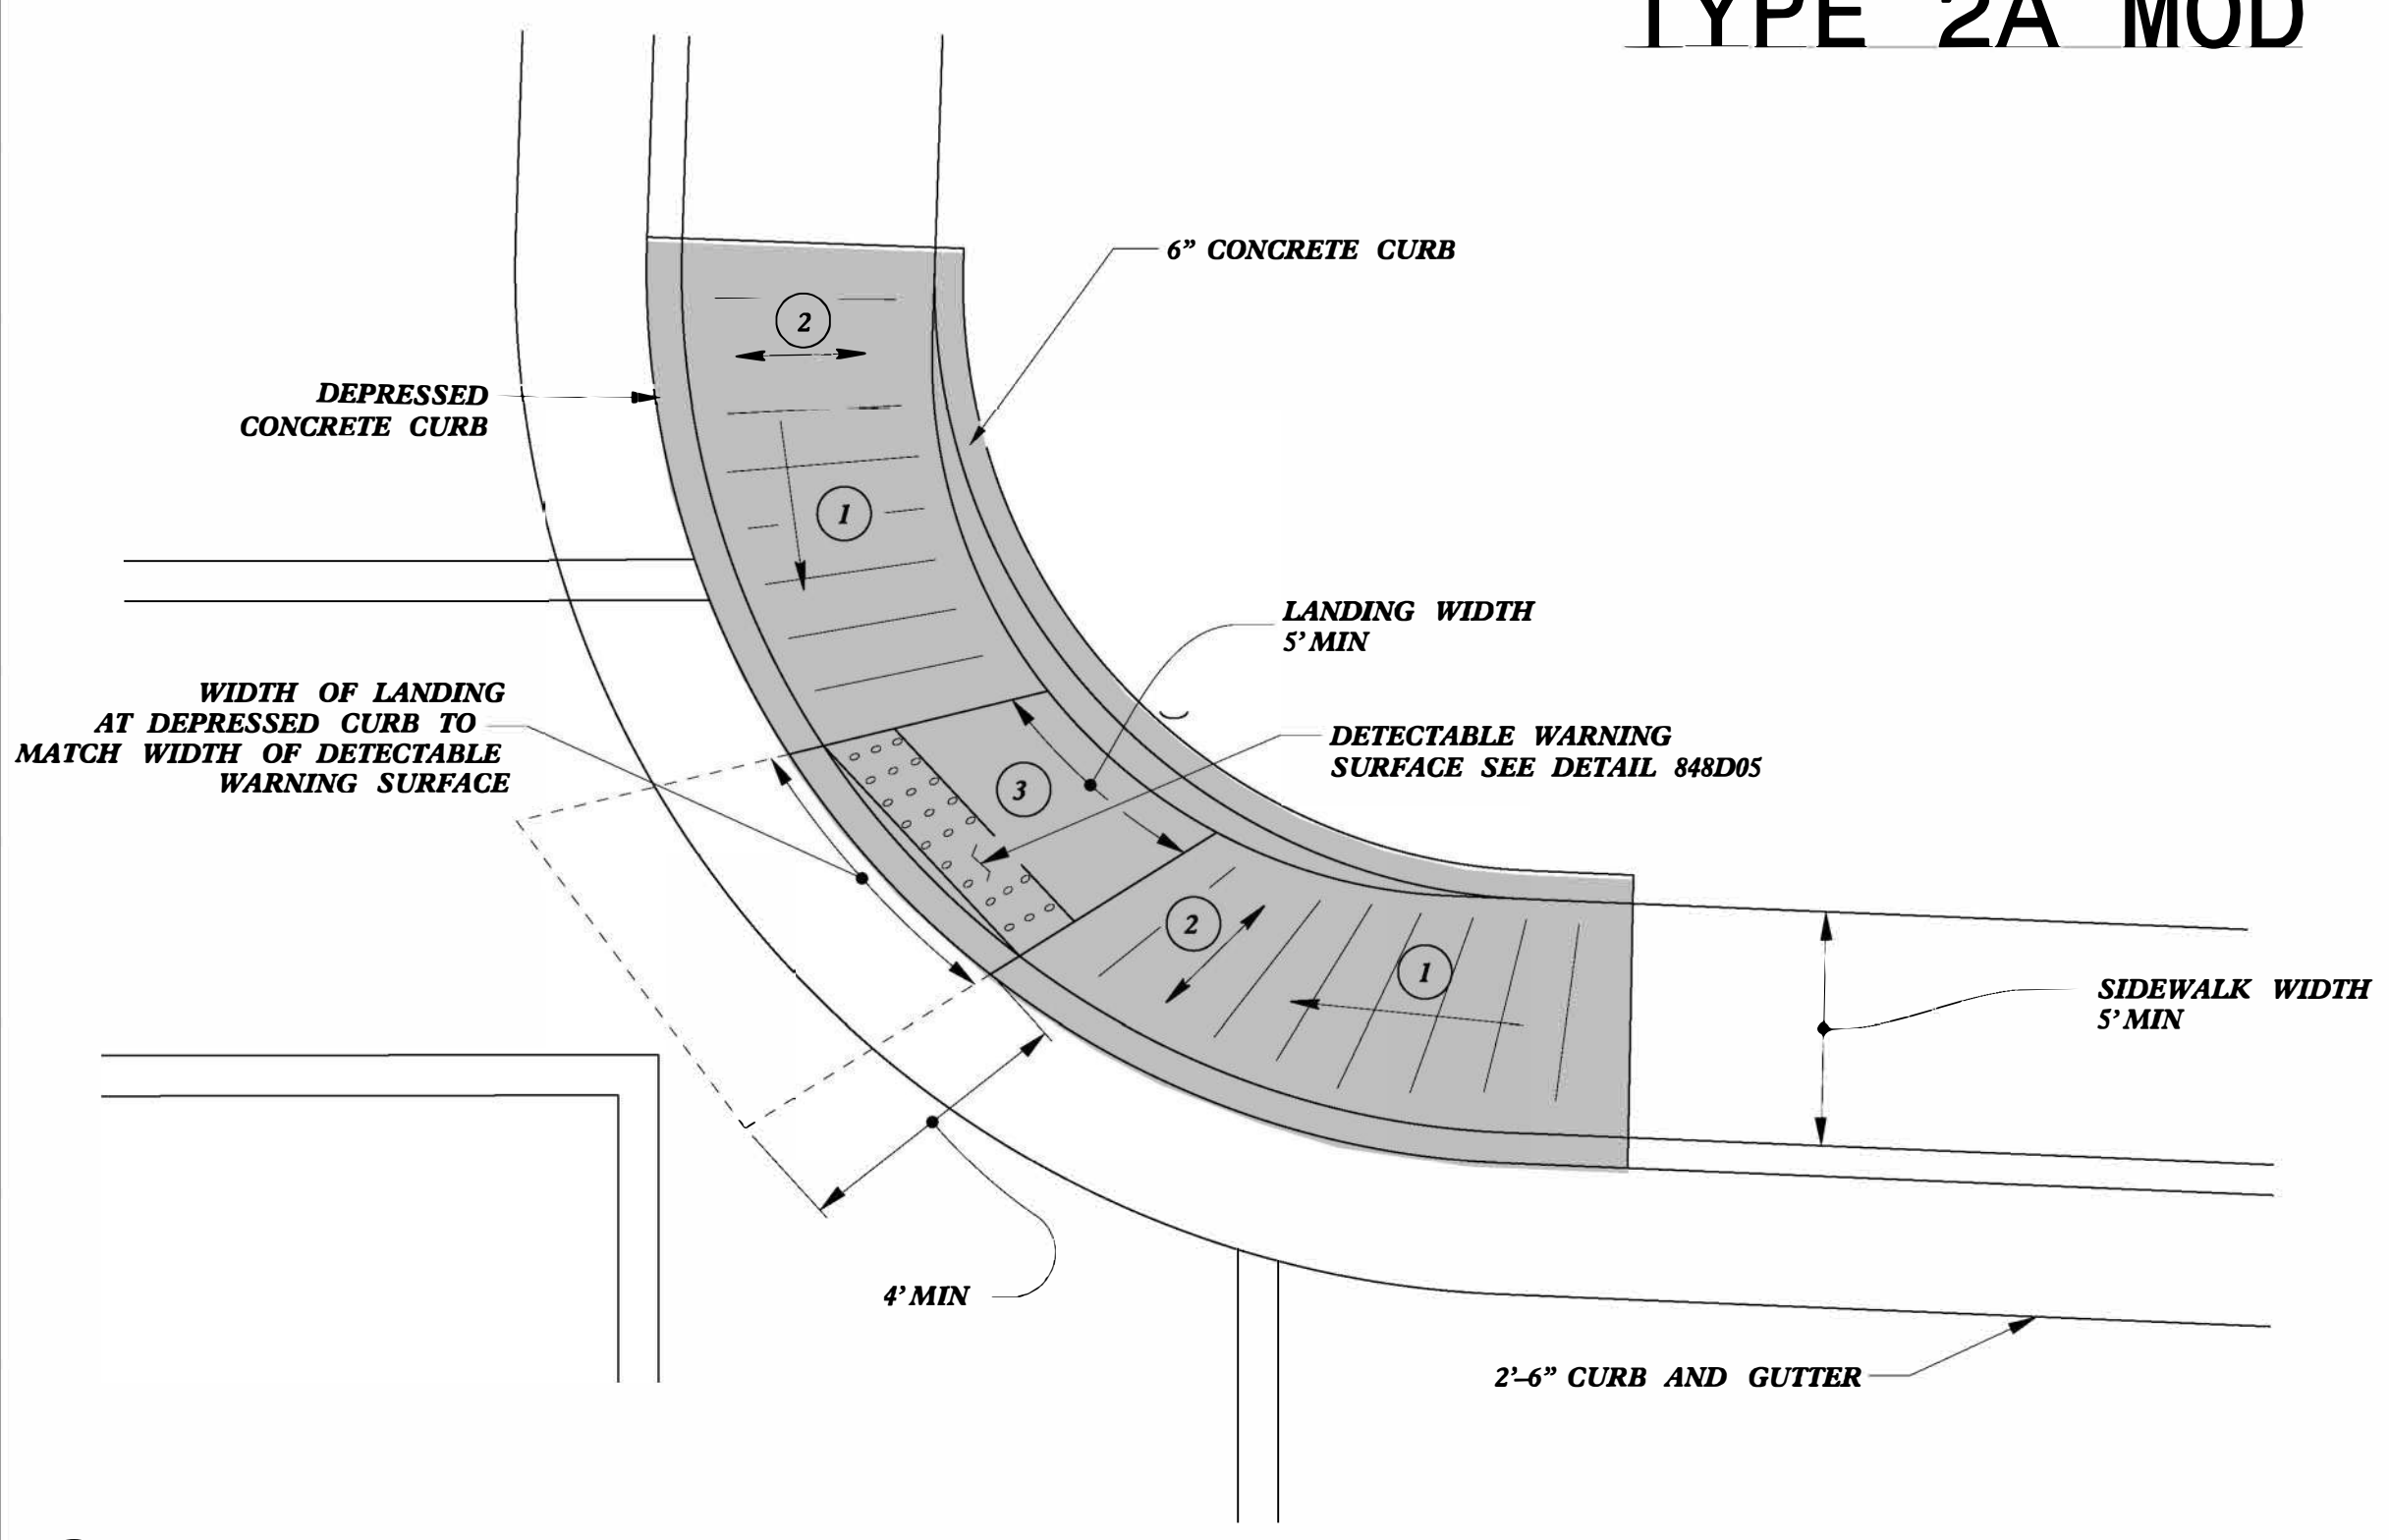 TYPE 2A MOD
6” CONCRETE CURB
2
DEPRESSED
CONCRETE CURB
1
LANDING WIDTH
5’ MIN
WIDTH OF LANDING
AT DEPRESSED CURB TO
MATCH WIDTH OF DETECTABLE
WARNING SURFACE
DETECTABLE WARNING
SURFACE SEE DETAIL 848D05
3
2
1
SIDEWALK WIDTH
5’ MIN
4’ MIN
2’–6” CURB AND GUTTER